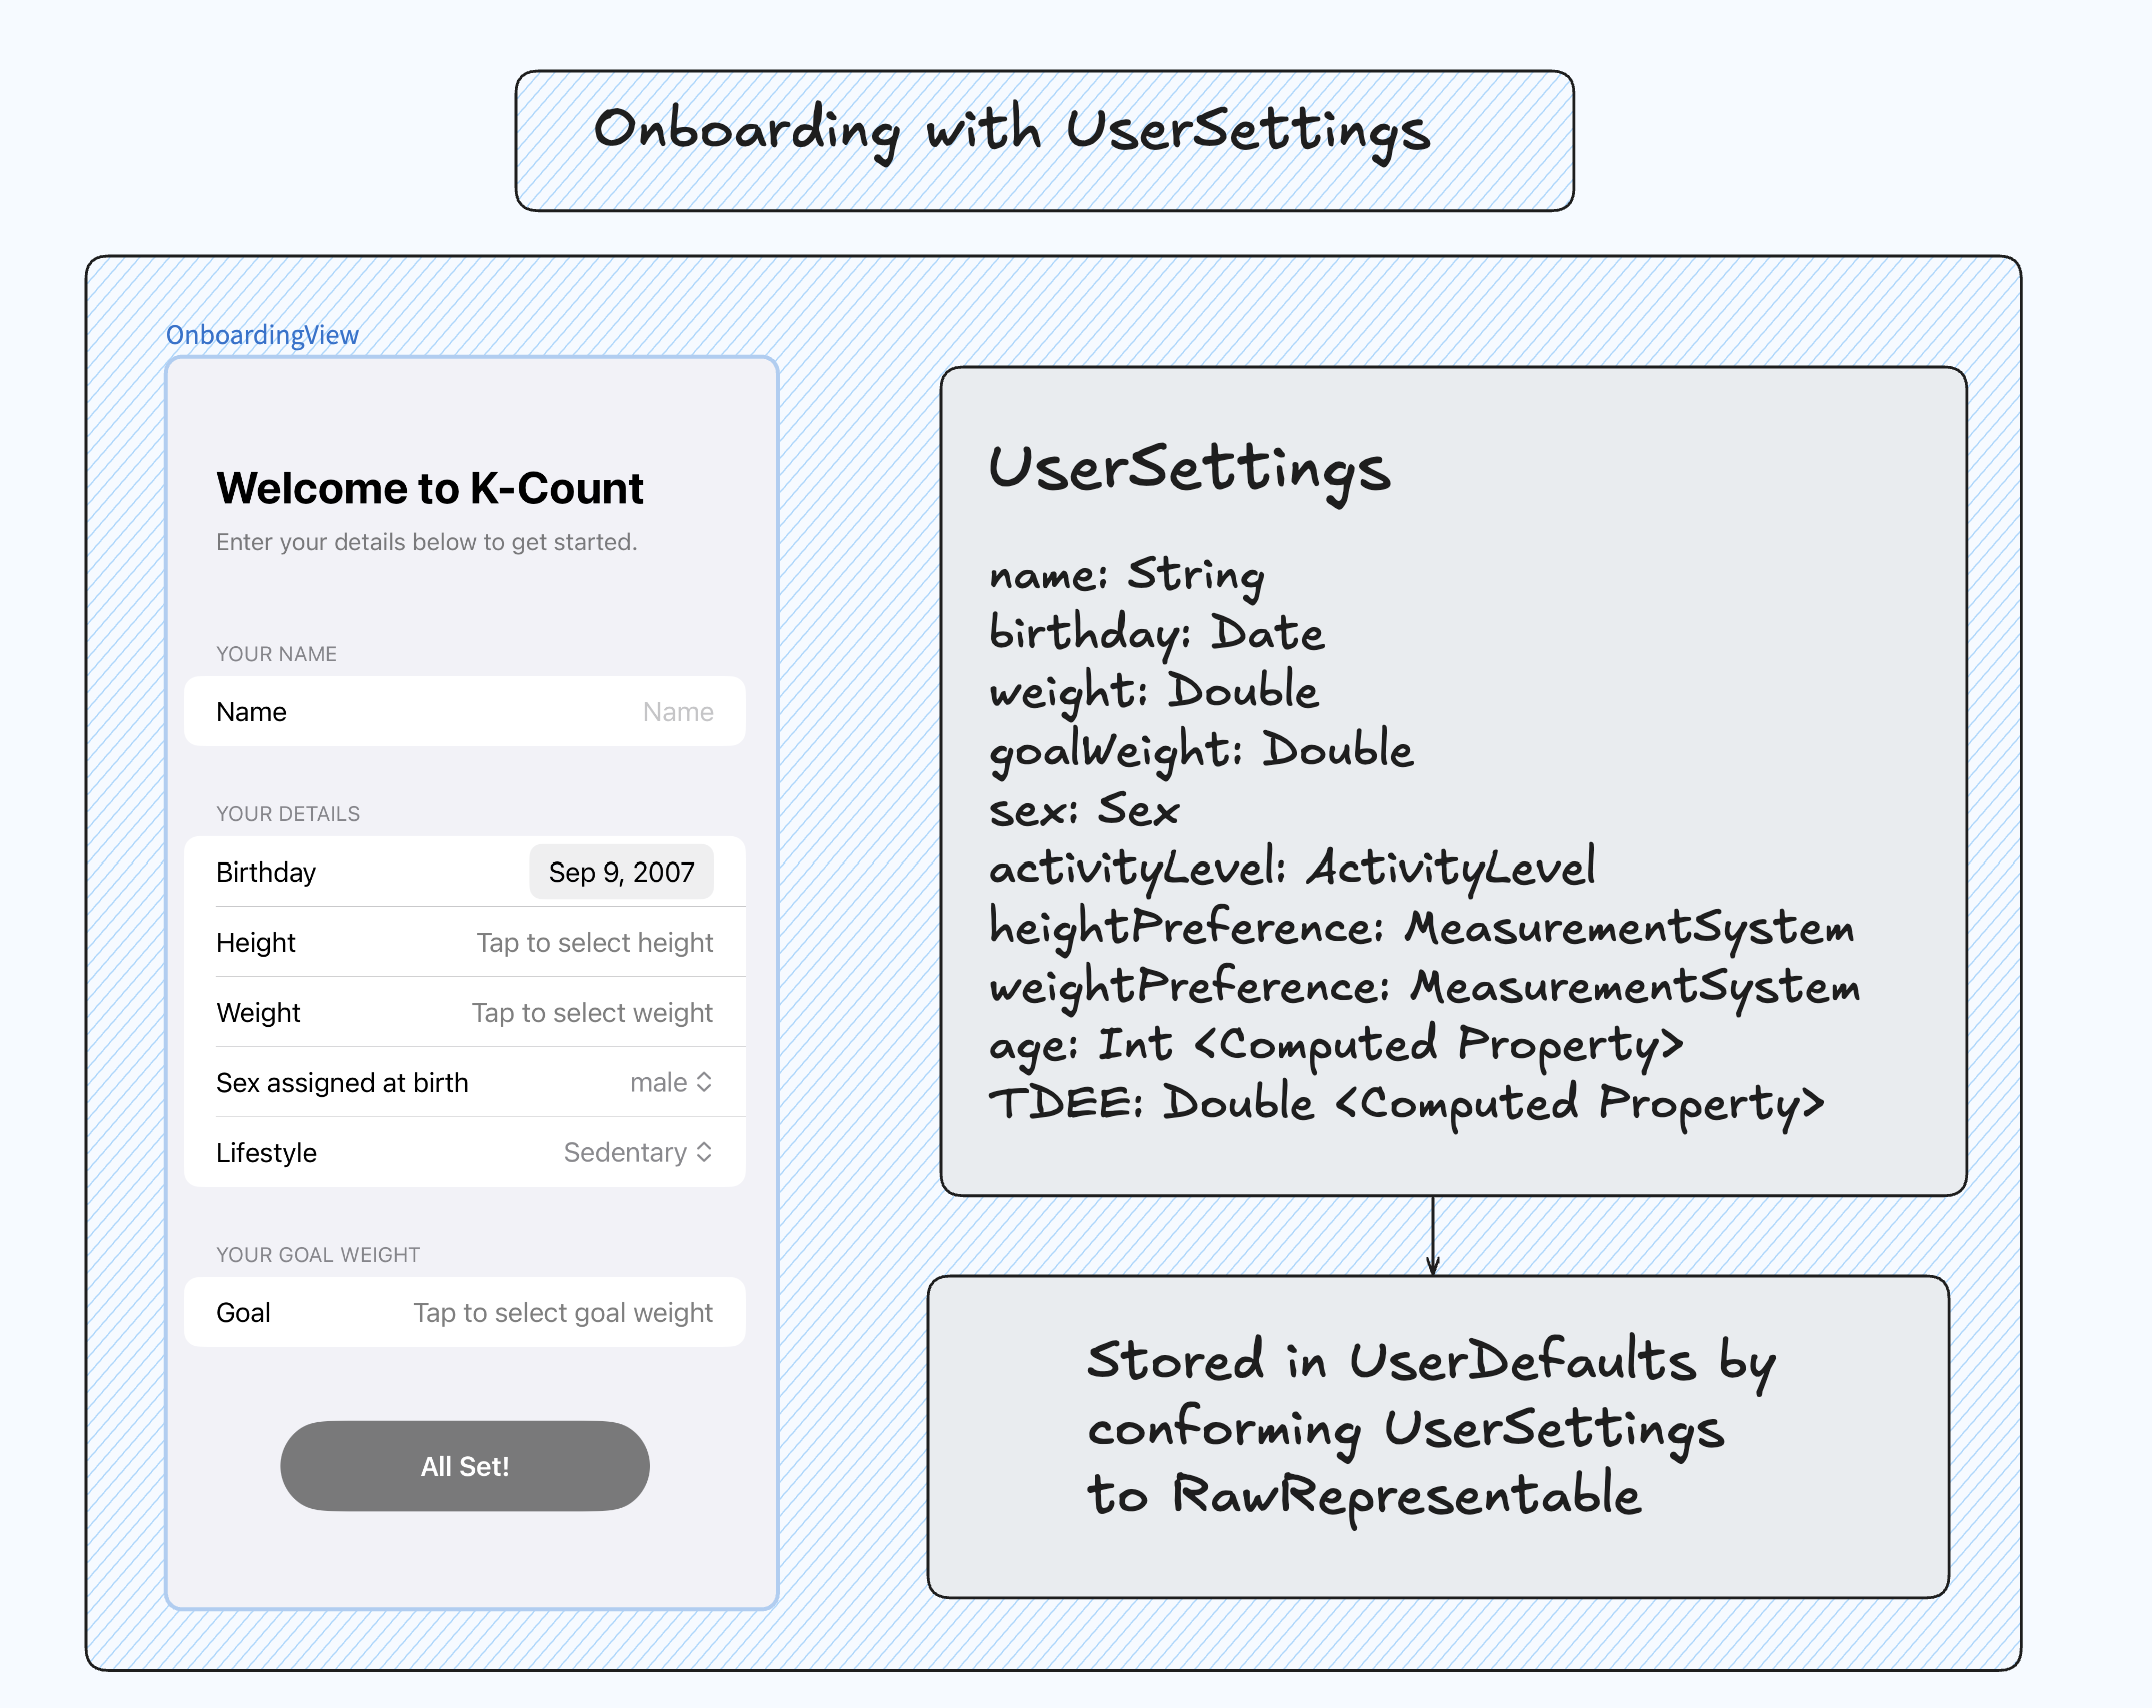 Onboarding with UserSettings
OnboardingView
Welcome to K-Count
Enter your details below to get started.
YOUR NAME
Name Name
YOUR DETAILS
Birthday Sep 9, 2007
Height Tap to select height
Weight Tap to select weight
Sex assigned at birth male
Lifestyle Sedentary
YOUR GOAL WEIGHT
Goal Tap to select goal weight
All Set!
UserSettings
name: String
birthday: Date
weight: Double
goalWeight: Double
sex: Sex
activityLevel: ActivityLevel
heightPreference: MeasurementSystem
weightPreference: MeasurementSystem
age: Int <Computed Property>
TDEE: Double <Computed Property>
Stored in UserDefaults by
conforming UserSettings
to RawRepresentable